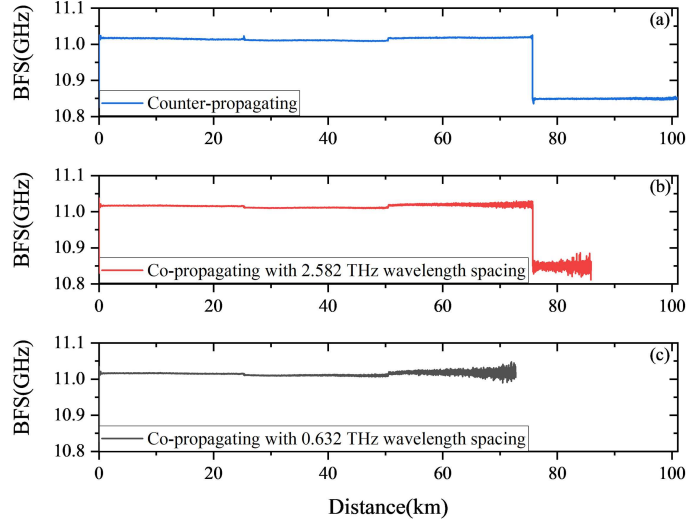 11.1
(a)
11.0
10.9
10.8
BFS(GHz)
Counter-propagating
0 20 40 60 80 100
11.1
(b)
11.0
10.9
10.8
BFS(GHz)
Co-propagating with 2.582 THz wavelength spacing
0 20 40 60 80 100
11.1
(c)
11.0
10.9
10.8
BFS(GHz)
Co-propagating with 0.632 THz wavelength spacing
0 20 40 60 80 100
Distance(km)